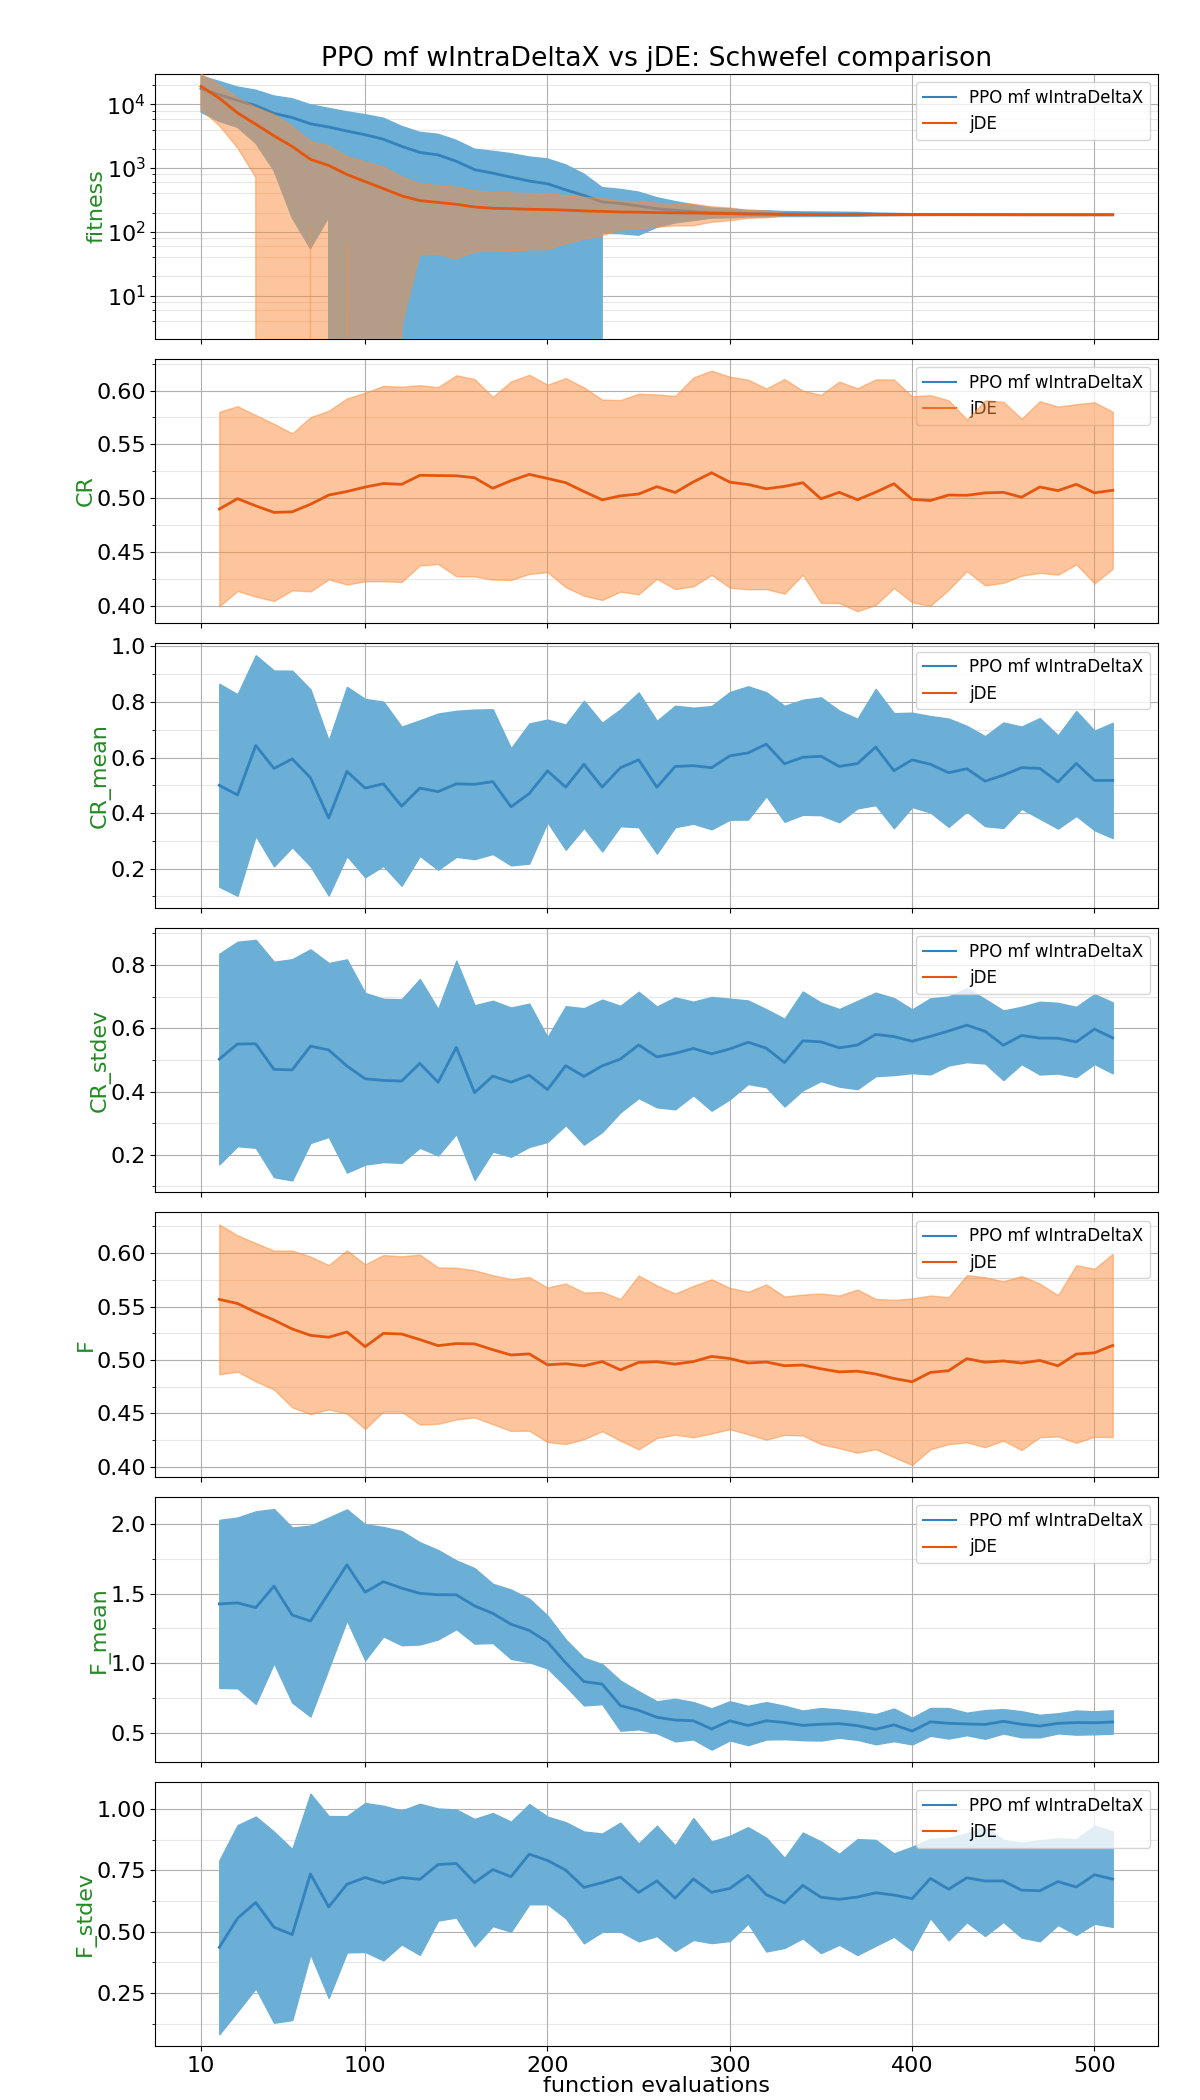 PPO mf wIntraDeltaX vs jDE: Schwefel comparison
10⁴
10³
10²
10¹
fitness
PPO mf wIntraDeltaX
jDE
0.60
0.55
0.50
0.45
0.40
CR
PPO mf wIntraDeltaX
jDE
1.0
0.8
0.6
0.4
0.2
CR_mean
PPO mf wIntraDeltaX
jDE
0.8
0.6
0.4
0.2
CR_stdev
PPO mf wIntraDeltaX
jDE
0.60
0.55
0.50
0.45
0.40
F
PPO mf wIntraDeltaX
jDE
2.0
1.5
1.0
0.5
F_mean
PPO mf wIntraDeltaX
jDE
1.00
0.75
0.50
0.25
F_stdev
PPO mf wIntraDeltaX
jDE
10 100 200 300 400 500
function evaluations